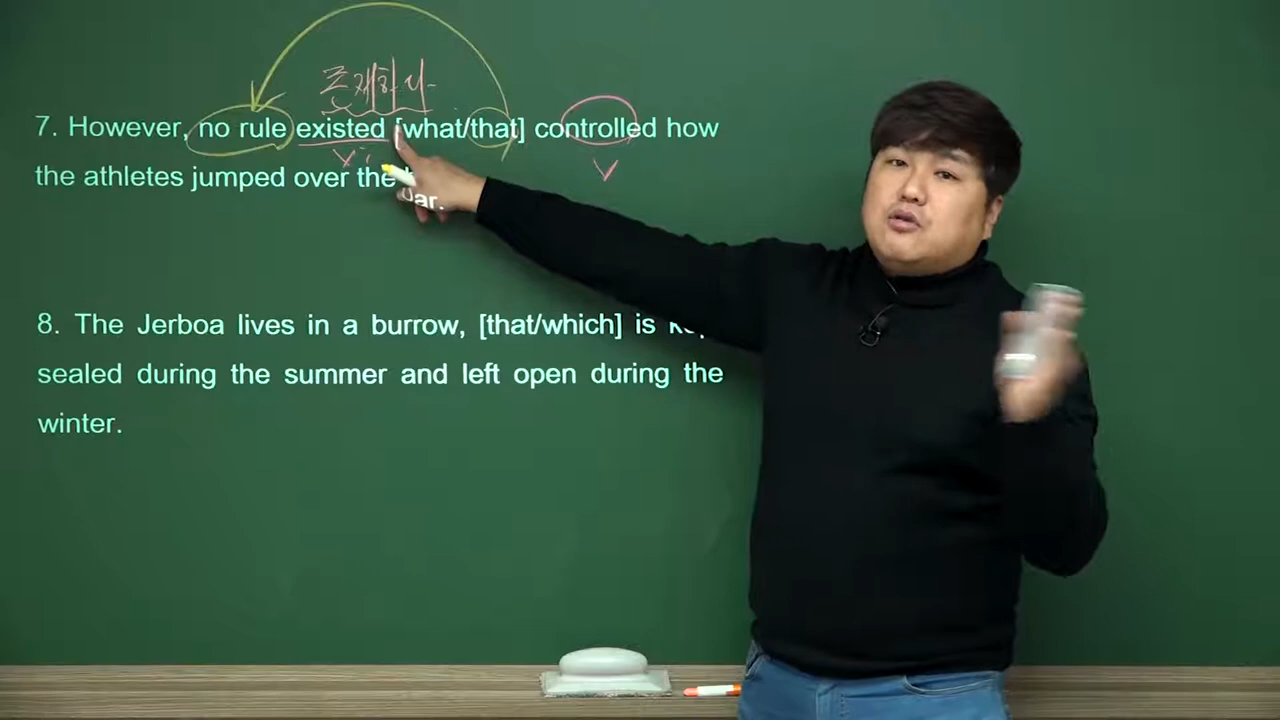 존재하다
7. However, no rule existed [what/that] controlled how
V i V
the athletes jumped over the bar.
8. The Jerboa lives in a burrow, [that/which] is
sealed during the summer and left open during the
winter.